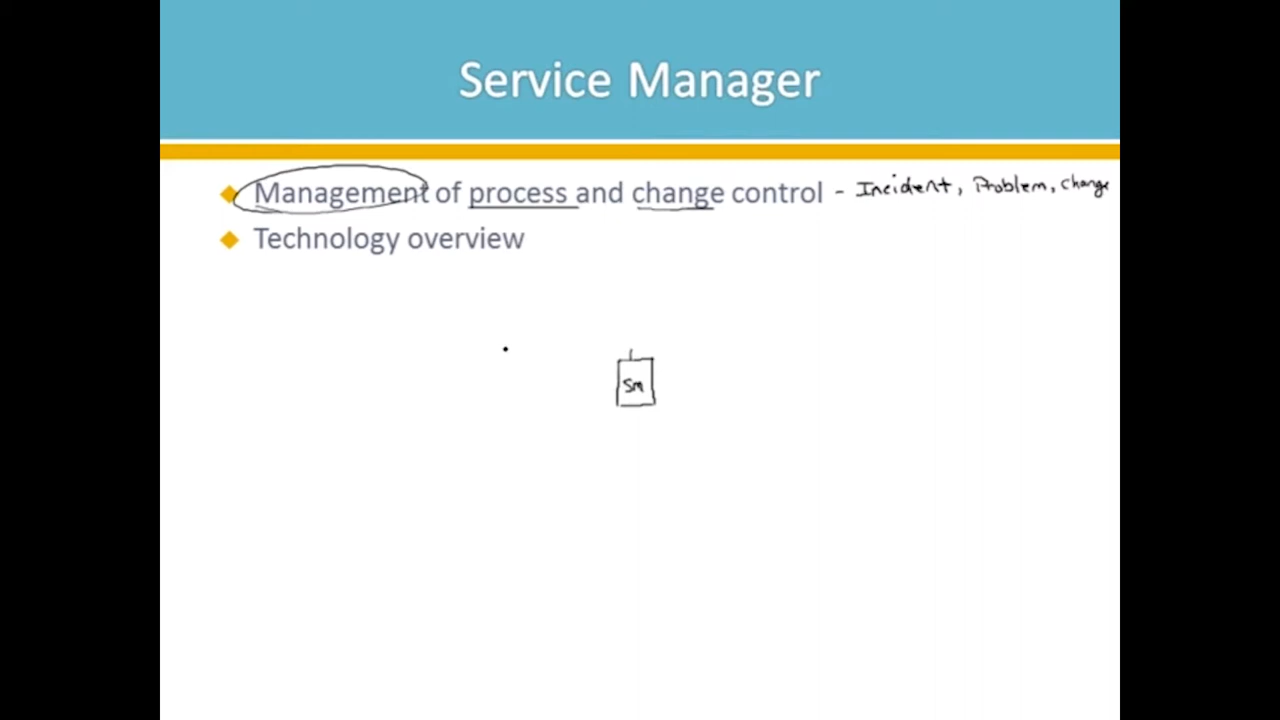 Service Manager
Management of process and change control - Incident, Problem, change
Technology overview
Sm